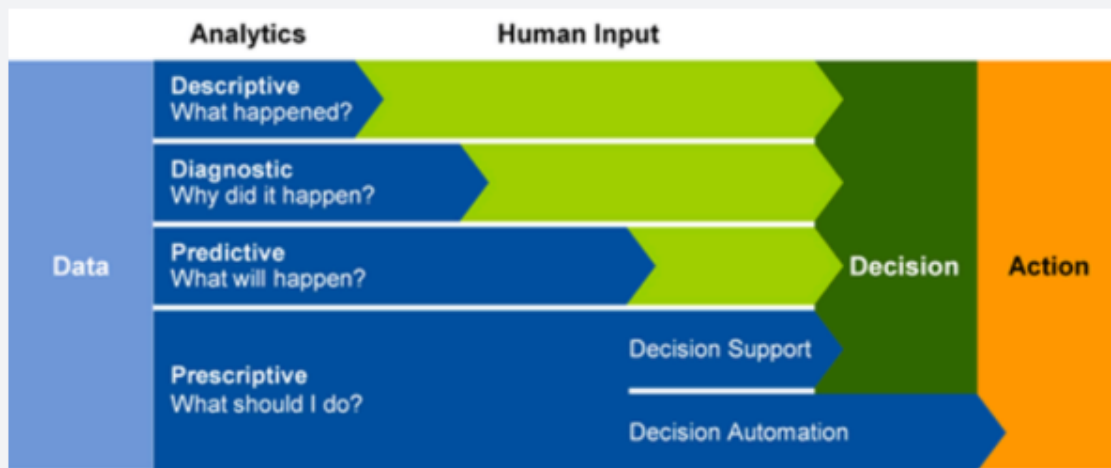 Analytics
Human Input
Descriptive
What happened?
Diagnostic
Why did it happen?
Predictive
What will happen?
Data
Decision
Action
Prescriptive
What should I do?
Decision Support
Decision Automation